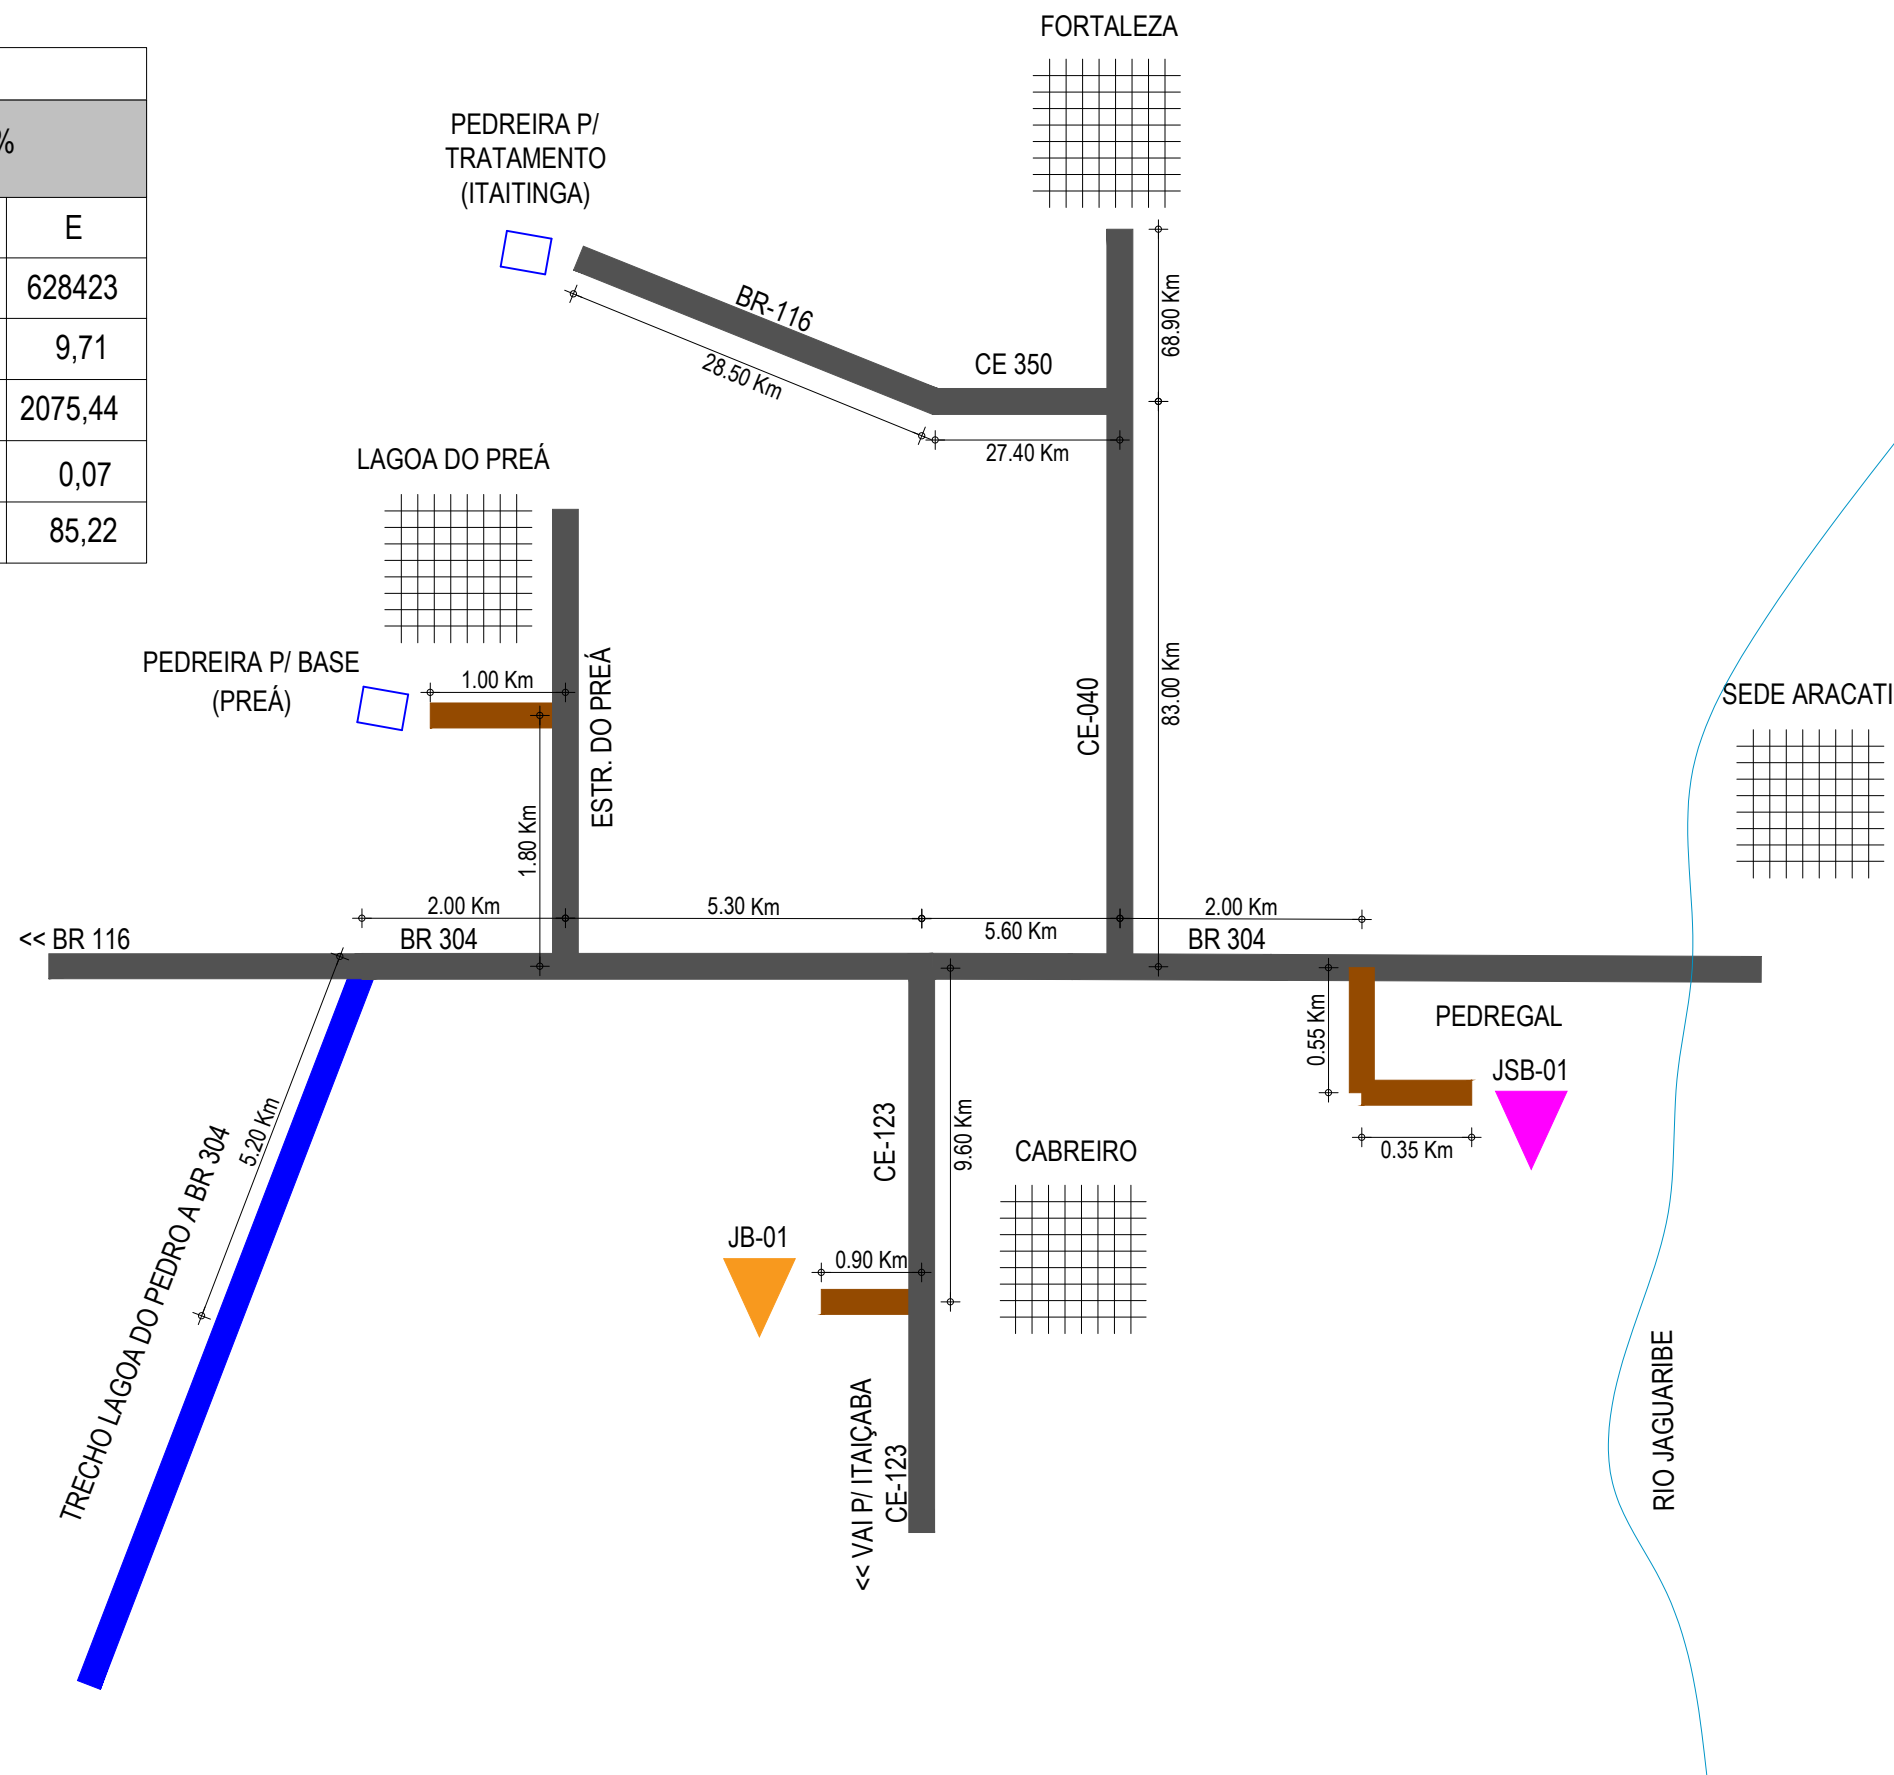 FORTALEZA
%
E
628423
9,71
2075,44
0,07
85,22
PEDREIRA P/
TRATAMENTO
(ITAITINGA)
BR-116
28.50 Km
CE 350
27.40 Km
68.90 Km
83.00 Km
CE-040
LAGOA DO PREÁ
PEDREIRA P/ BASE
(PREÁ)
1.00 Km
ESTR. DO PREÁ
1.80 Km
SEDE ARACATI
2.00 Km
5.30 Km
5.60 Km
2.00 Km
<< BR 116
BR 304
BR 304
5.20 Km
TRECHO LAGOA DO PEDRO A BR 304
CE-123
9.60 Km
CABREIRO
0.55 Km
PEDREGAL
JSB-01
0.35 Km
JB-01
0.90 Km
<< VAI P/ ITAIÇABA
CE-123
RIO JAGUARIBE